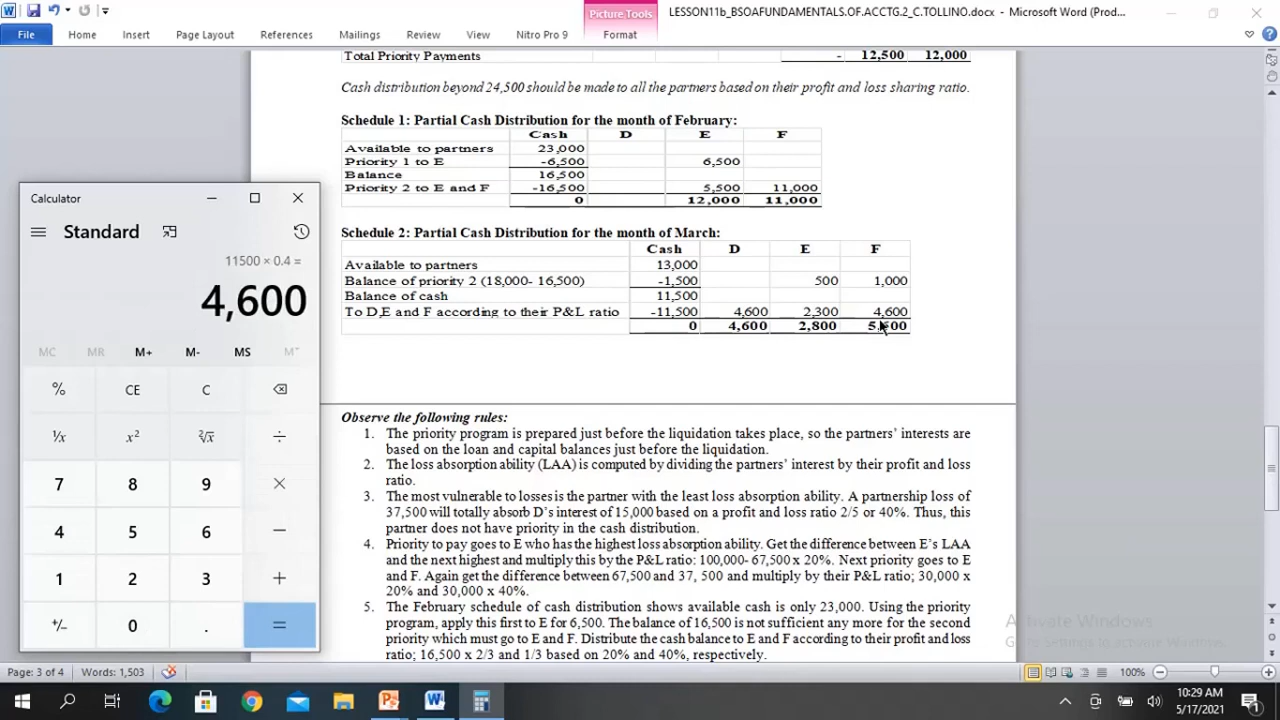 Picture Tools
LESSON11b_BSOAFUNDAMENTALS.OF.ACCTG.2_C.TOLLINO.docx - Microsoft Word (Prod...
File Home Insert Page Layout References Mailings Review View Nitro Pro 9 Format
Total Priority Payments - 12,500 12,000
Cash distribution beyond 24,500 should be made to all the partners based on their profit and loss sharing ratio.
Schedule 1: Partial Cash Distribution for the month of February:
Cash D E F
Available to partners 23,000
Priority 1 to E -6,500 6,500
Balance 16,500
Priority 2 to E and F -16,500 5,500 11,000
0 12,000 11,000
Schedule 2: Partial Cash Distribution for the month of March:
Cash D E F
Available to partners 13,000
Balance of priority 2 (18,000- 16,500) -1,500 500 1,000
Balance of cash 11,500
To D,E and F according to their P&L ratio -11,500 4,600 2,300 4,600
0 4,600 2,800 5,600
Observe the following rules:
1. The priority program is prepared just before the liquidation takes place, so the partners' interests are
based on the loan and capital balances just before the liquidation.
2. The loss absorption ability (LAA) is computed by dividing the partners' interest by their profit and loss
ratio.
3. The most vulnerable to losses is the partner with the least loss absorption ability. A partnership loss of
37,500 will totally absorb D's interest of 15,000 based on a profit and loss ratio 2/5 or 40%. Thus, this
partner does not have priority in the cash distribution.
4. Priority to pay goes to E who has the highest loss absorption ability. Get the difference between E's LAA
and the next highest and multiply this by the P&L ratio: 100,000- 67,500 x 20%. Next priority goes to E
and F. Again get the difference between 67,500 and 37, 500 and multiply by their P&L ratio; 30,000 x
20% and 30,000 x 40%.
5. The February schedule of cash distribution shows available cash is only 23,000. Using the priority
program, apply this first to E for 6,500. The balance of 16,500 is not sufficient any more for the second
priority which must go to E and F. Distribute the cash balance to E and F according to their profit and loss
ratio; 16,500 x 2/3 and 1/3 based on 20% and 40%, respectively.
Calculator
Standard
11500 × 0.4 =
4,600
MC MR M+ M- MS M˅
% CE C
¹/x x² ∛x ÷
7 8 9 ×
4 5 6 −
1 2 3 +
+/− 0 . =
Activate Windows
Go to Settings to activate Windows.
Page: 3 of 4 Words: 1,503 100%
10:29 AM
5/17/2021